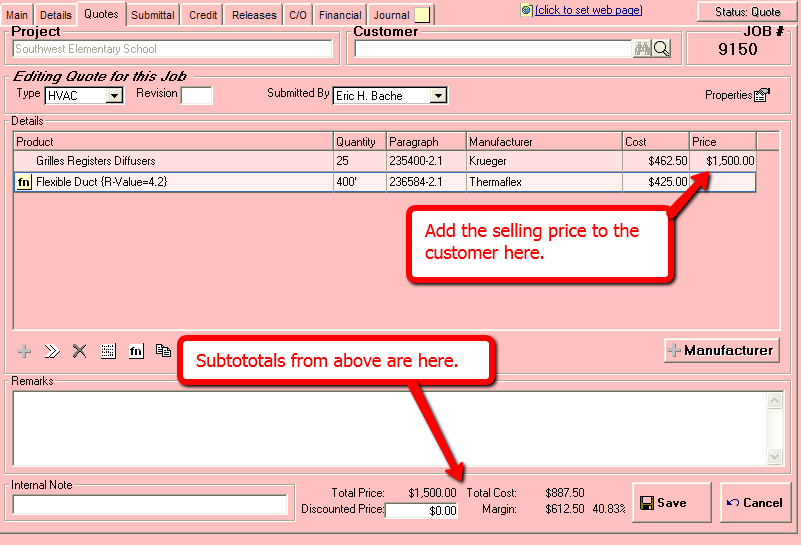 Main Details Quotes Submittal Credit Releases C/O Financial Journal [click to set web page] Status: Quote
Project Customer JOB #
Southwest Elementary School 9150
Editing Quote for this Job
Type HVAC Revision Submitted By Eric H. Bache Properties
Details
Product Quantity Paragraph Manufacturer Cost Price
Grilles Registers Diffusers 25 235400-2.1 Krueger $462.50 $1,500.00
fn Flexible Duct {R-Value=4.2} 400' 236584-2.1 Thermaflex $425.00
Add the selling price to the
customer here.
fn + Manufacturer
Subtototals from above are here.
Remarks
Internal Note
Total Price: $1,500.00 Total Cost: $887.50
Discounted Price: $0.00 Margin: $612.50 40.83%
Save Cancel